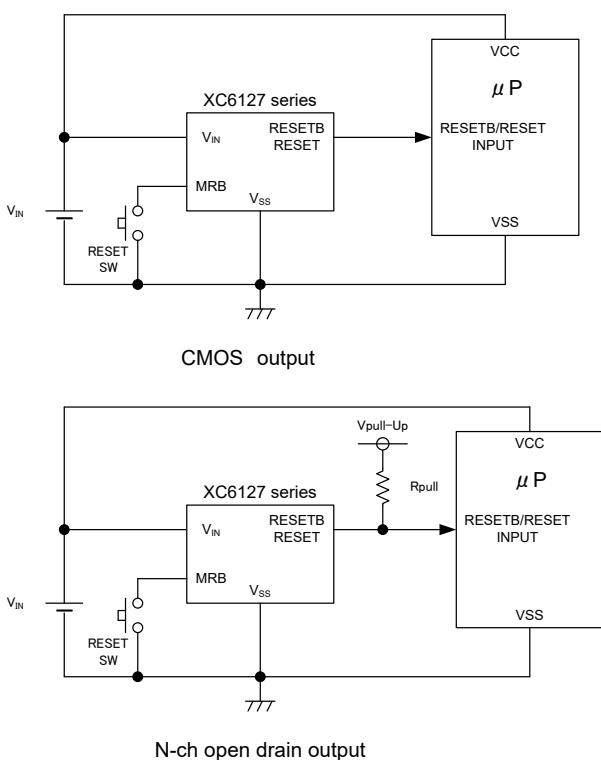 VCC
μP
XC6127 series
VIN
RESETB
RESET
RESETB/RESET
INPUT
MRB
VSS
VIN
VSS
RESET
SW
CMOS output
Vpull-Up
VCC
Rpull
μP
XC6127 series
VIN
RESETB
RESET
RESETB/RESET
INPUT
MRB
VSS
VIN
VSS
RESET
SW
N-ch open drain output